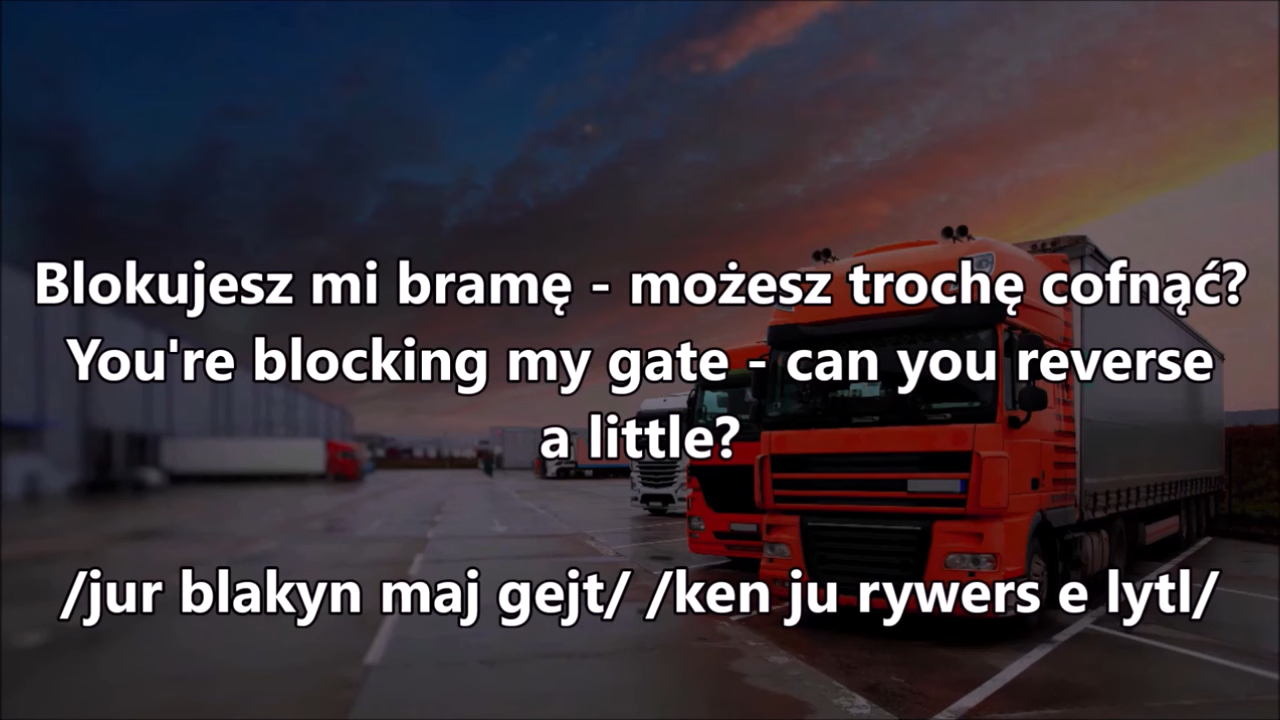 Blokujesz mi bramę - możesz trochę cofnąć?
You're blocking my gate - can you reverse
a little?
/jur blakyn maj gejt/ /ken ju rywers e lytl/